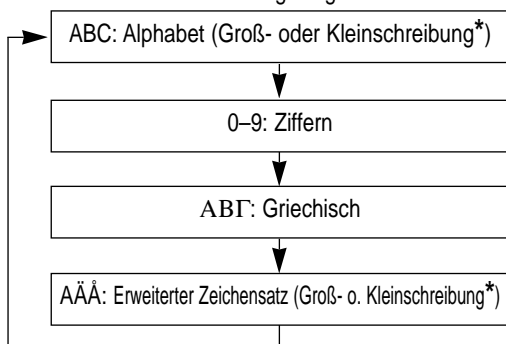 ABC: Alphabet (Groß- oder Kleinschreibung*)
0–9: Ziffern
ΑΒΓ: Griechisch
AÄÅ: Erweiterter Zeichensatz (Groß- o. Kleinschreibung*)